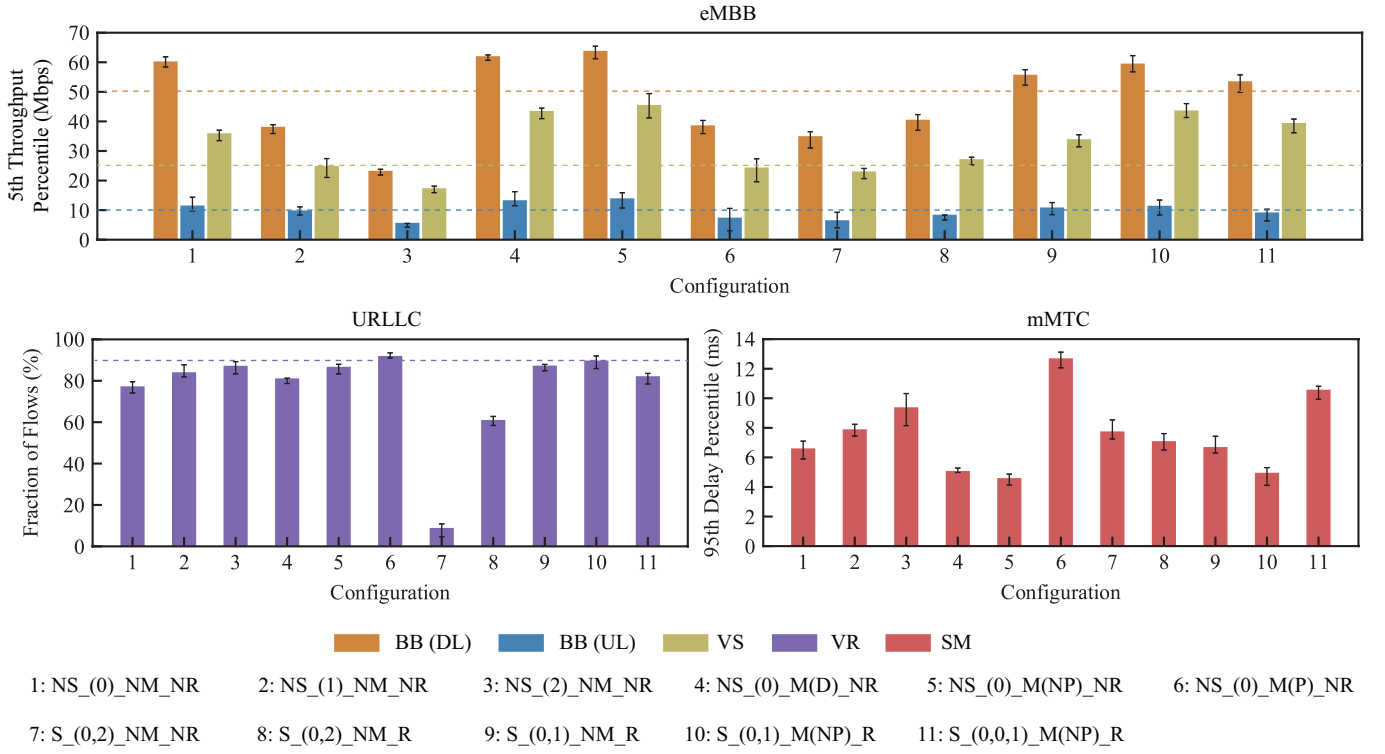 eMBB
5th Throughput
Percentile (Mbps)
70
60
50
40
30
20
10
0
1 2 3 4 5 6 7 8 9 10 11
Configuration
URLLC
Fraction of Flows (%)
100
80
60
40
20
0
1 2 3 4 5 6 7 8 9 10 11
Configuration
mMTC
95th Delay Percentile (ms)
14
12
10
8
6
4
2
0
1 2 3 4 5 6 7 8 9 10 11
Configuration
BB (DL) BB (UL) VS VR SM
1: NS_(0)_NM_NR 2: NS_(1)_NM_NR 3: NS_(2)_NM_NR 4: NS_(0)_M(D)_NR 5: NS_(0)_M(NP)_NR 6: NS_(0)_M(P)_NR
7: S_(0,2)_NM_NR 8: S_(0,2)_NM_R 9: S_(0,1)_NM_R 10: S_(0,1)_M(NP)_R 11: S_(0,0,1)_M(NP)_R